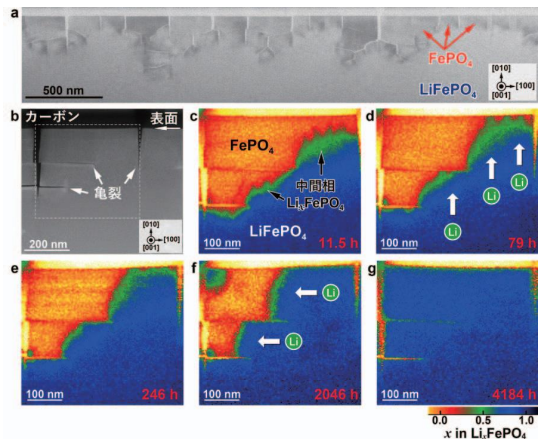 a
FePO4
LiFePO4
500 nm
[010]
[100]
[001]
b
カーボン
表面
亀裂
200 nm
[010]
[100]
[001]
c
FePO4
中間相
LixFePO4
LiFePO4
100 nm
11.5 h
d
Li
Li
Li
100 nm
79 h
e
100 nm
246 h
f
Li
Li
100 nm
2046 h
g
100 nm
4184 h
0.0 0.5 1.0
x in LixFePO4